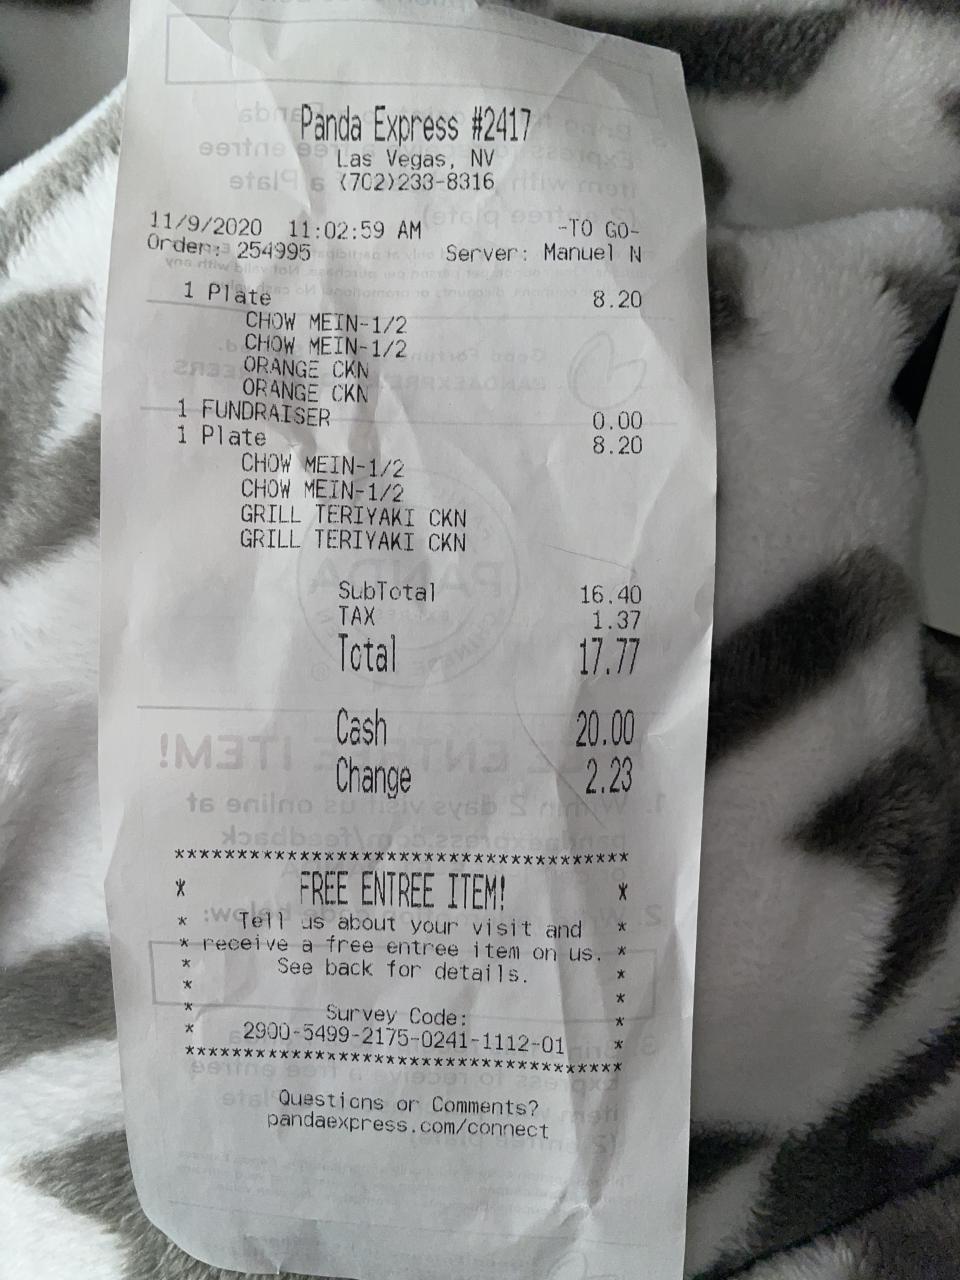 Panda Express #2417
Las Vegas, NV
(702)233-8316
11/9/2020 11:02:59 AM -TO GO-
Order: 254995 Server: Manuel N
1 Plate 8.20
CHOW MEIN-1/2
CHOW MEIN-1/2
ORANGE CKN
ORANGE CKN
1 FUNDRAISER 0.00
1 Plate 8.20
CHOW MEIN-1/2
CHOW MEIN-1/2
GRILL TERIYAKI CKN
GRILL TERIYAKI CKN
SubTotal 16.40
TAX 1.37
Total 17.77
Cash 20.00
Change 2.23
************************************
* FREE ENTREE ITEM! *
* Tell us about your visit and *
* receive a free entree item on us. *
* See back for details. *
* *
* Survey Code: *
* 2900-5499-2175-0241-1112-01 *
************************************
Questions or Comments?
pandaexpress.com/connect